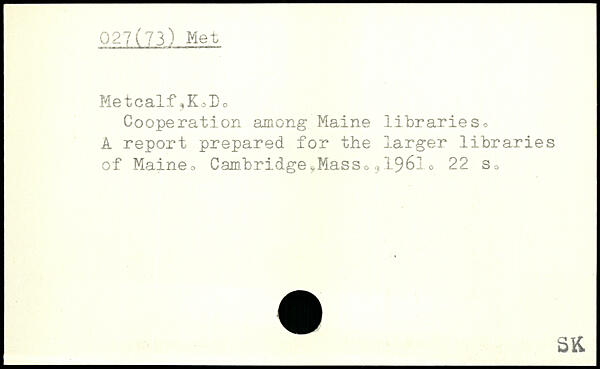 027(73) Met
Metcalf,K.D.
Cooperation among Maine libraries.
A report prepared for the larger libraries
of Maine. Cambridge,Mass.,1961. 22 s.
SK